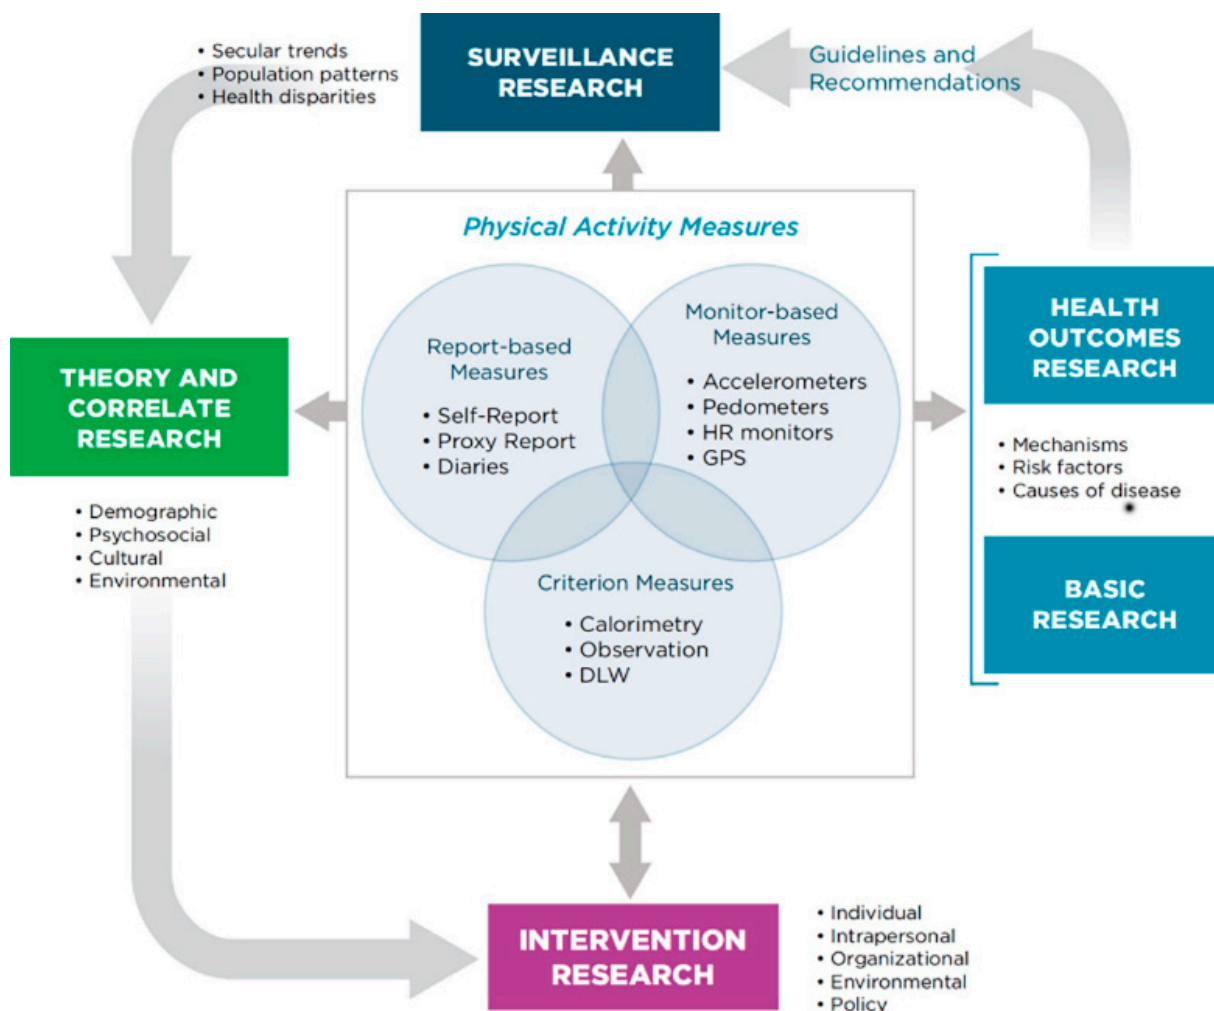 SURVEILLANCE
RESEARCH
• Secular trends
• Population patterns
• Health disparities
Guidelines and
Recommendations
Physical Activity Measures
Report-based
Measures
• Self-Report
• Proxy Report
• Diaries
Monitor-based
Measures
• Accelerometers
• Pedometers
• HR monitors
• GPS
Criterion Measures
• Calorimetry
• Observation
• DLW
THEORY AND
CORRELATE
RESEARCH
• Demographic
• Psychosocial
• Cultural
• Environmental
HEALTH
OUTCOMES
RESEARCH
• Mechanisms
• Risk factors
• Causes of disease
BASIC
RESEARCH
INTERVENTION
RESEARCH
• Individual
• Intrapersonal
• Organizational
• Environmental
• Policy